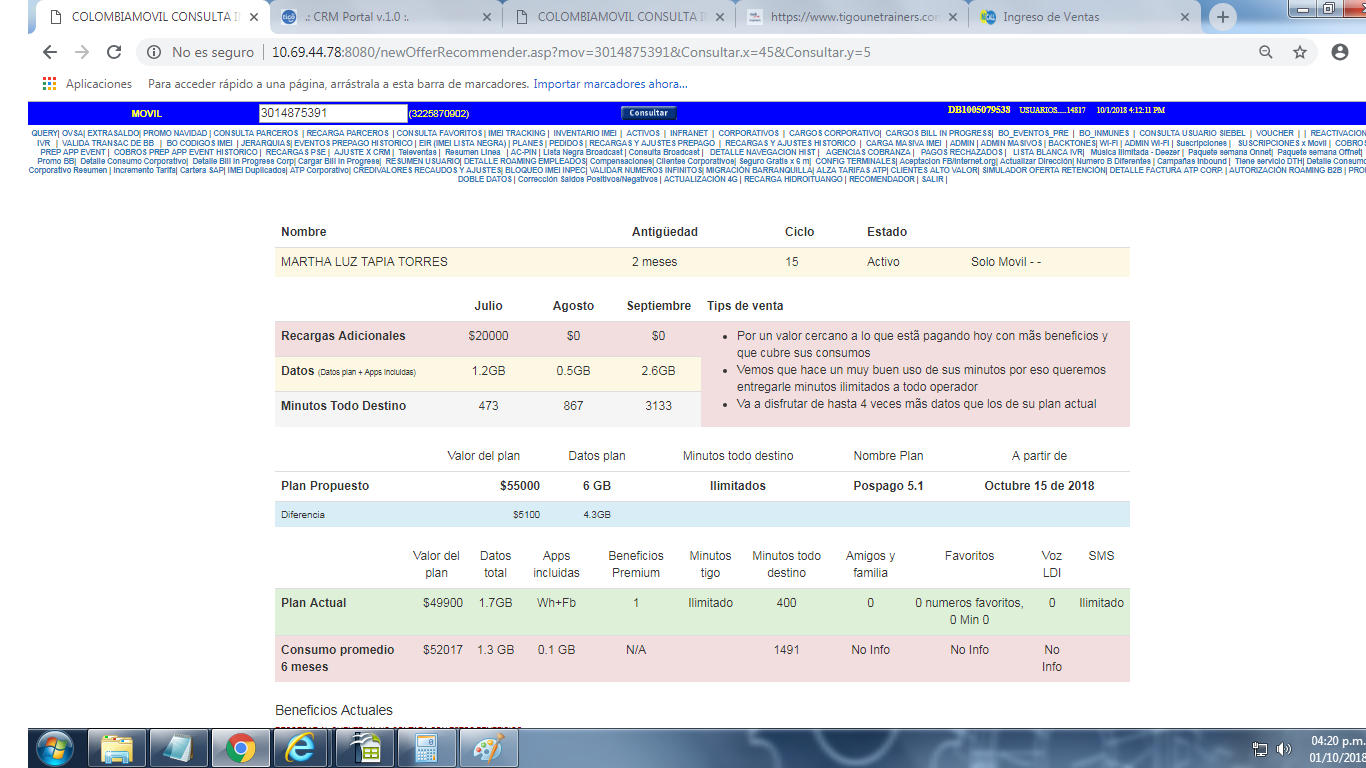 COLOMBIAMOVIL CONSULTA I
.: CRM Portal v.1.0 :.
COLOMBIAMOVIL CONSULTA IN
https://www.tigounetrainers.com
Ingreso de Ventas
No es seguro | 10.69.44.78:8080/newOfferRecommender.asp?mov=3014875391&Consultar.x=45&Consultar.y=5
Aplicaciones Para acceder rápido a una página, arrástrala a esta barra de marcadores. Importar marcadores ahora...
MOVIL 3014875391 (3225870902) Consultar DB1005079538 USUARIOS.....14817 10/1/2018 4:12:11 PM
QUERY| OVSA| EXTRASALDO| PROMO NAVIDAD | CONSULTA PARCEROS | RECARGA PARCEROS | CONSULTA FAVORITOS | IMEI TRACKING | INVENTARIO IMEI | ACTIVOS | INFRANET | CORPORATIVOS | CARGOS CORPORATIVO| CARGOS BILL IN PROGRESS| BO_EVENTOS_PRE | BO_INMUNES | CONSULTA USUARIO SIEBEL | VOUCHER | | REACTIVACION
IVR | VALIDA TRANSAC DE BB | BO CODIGOS IMEI | JERARQUIAS| EVENTOS PREPAGO HISTORICO | EIR (IMEI LISTA NEGRA) | PLANES | PEDIDOS | RECARGAS Y AJUSTES PREPAGO | RECARGAS Y AJUSTES HISTORICO | CARGA MASIVA IMEI | ADMIN | ADMIN MASIVOS | BACKTONES| WI-FI | ADMIN WI-FI | Suscripciones | SUSCRIPCIONES x Movil | COBROS
PREP APP EVENT | COBROS PREP APP EVENT HISTORICO | RECARGAS PSE | AJUSTE X CRM | Televentas | Resumen Linea | AC-PIN | Lista Negra Broadcast | Consulta Broadcast | DETALLE NAVEGACION HIST | AGENCIAS COBRANZA | PAGOS RECHAZADOS | LISTA BLANCA IVR| Música Ilimitada - Deezer | Paquete semana Onnet| Paquete semana Offnet|
Promo BB| Detalle Consumo Corporativo| Detalle Bill In Progress Corp| Cargar Bill In Progress| RESUMEN USUARIO| DETALLE ROAMING EMPLEADOS| Compensaciones| Clientes Corporativos| Seguro Gratis x 6 m| CONFIG TERMINALES| Aceptacion FB/Internet.org| Actualizar Dirección| Numero B Diferentes | Campañas Inbound | Tiene servicio DTH| Detalle Consumo
Corporativo Resumen | Incremento Tarifa| Cartera SAP| IMEI Duplicados| ATP Corporativo| CREDIVALORES RECAUDOS Y AJUSTES| BLOQUEO IMEI INPEC| VALIDAR NUMEROS INFINITOS| MIGRACIÓN BARRANQUILLA| ALZA TARIFAS ATP| CLIENTES ALTO VALOR| SIMULADOR OFERTA RETENCIÓN| DETALLE FACTURA ATP CORP. | AUTORIZACIÓN ROAMING B2B | PRO
DOBLE DATOS | Corrección Saldos Positivos/Negativos | ACTUALIZACIÓN 4G | RECARGA HIDROITUANGO | RECOMENDADOR | SALIR |
Nombre Antigüedad Ciclo Estado
MARTHA LUZ TAPIA TORRES 2 meses 15 Activo Solo Movil - -
Julio Agosto Septiembre Tips de venta
Recargas Adicionales $20000 $0 $0
Datos (Datos plan + Apps Incluidas) 1.2GB 0.5GB 2.6GB
Minutos Todo Destino 473 867 3133
• Por un valor cercano a lo que estã pagando hoy con mãs beneficios y
que cubre sus consumos
• Vemos que hace un muy buen uso de sus minutos por eso queremos
entregarle minutos ilimitados a todo operador
• Va a disfrutar de hasta 4 veces mãs datos que los de su plan actual
Valor del plan Datos plan Minutos todo destino Nombre Plan A partir de
Plan Propuesto $55000 6 GB Ilimitados Pospago 5.1 Octubre 15 de 2018
Diferencia $5100 4.3GB
Valor del Datos Apps Beneficios Minutos Minutos todo Amigos y Favoritos Voz SMS
plan total incluidas Premium tigo destino familia LDI
Plan Actual $49900 1.7GB Wh+Fb 1 Ilimitado 400 0 0 numeros favoritos, 0 Ilimitado
0 Min 0
Consumo promedio $52017 1.3 GB 0.1 GB N/A 1491 No Info No Info No
6 meses Info
Beneficios Actuales
04:20 p.m.
01/10/2018